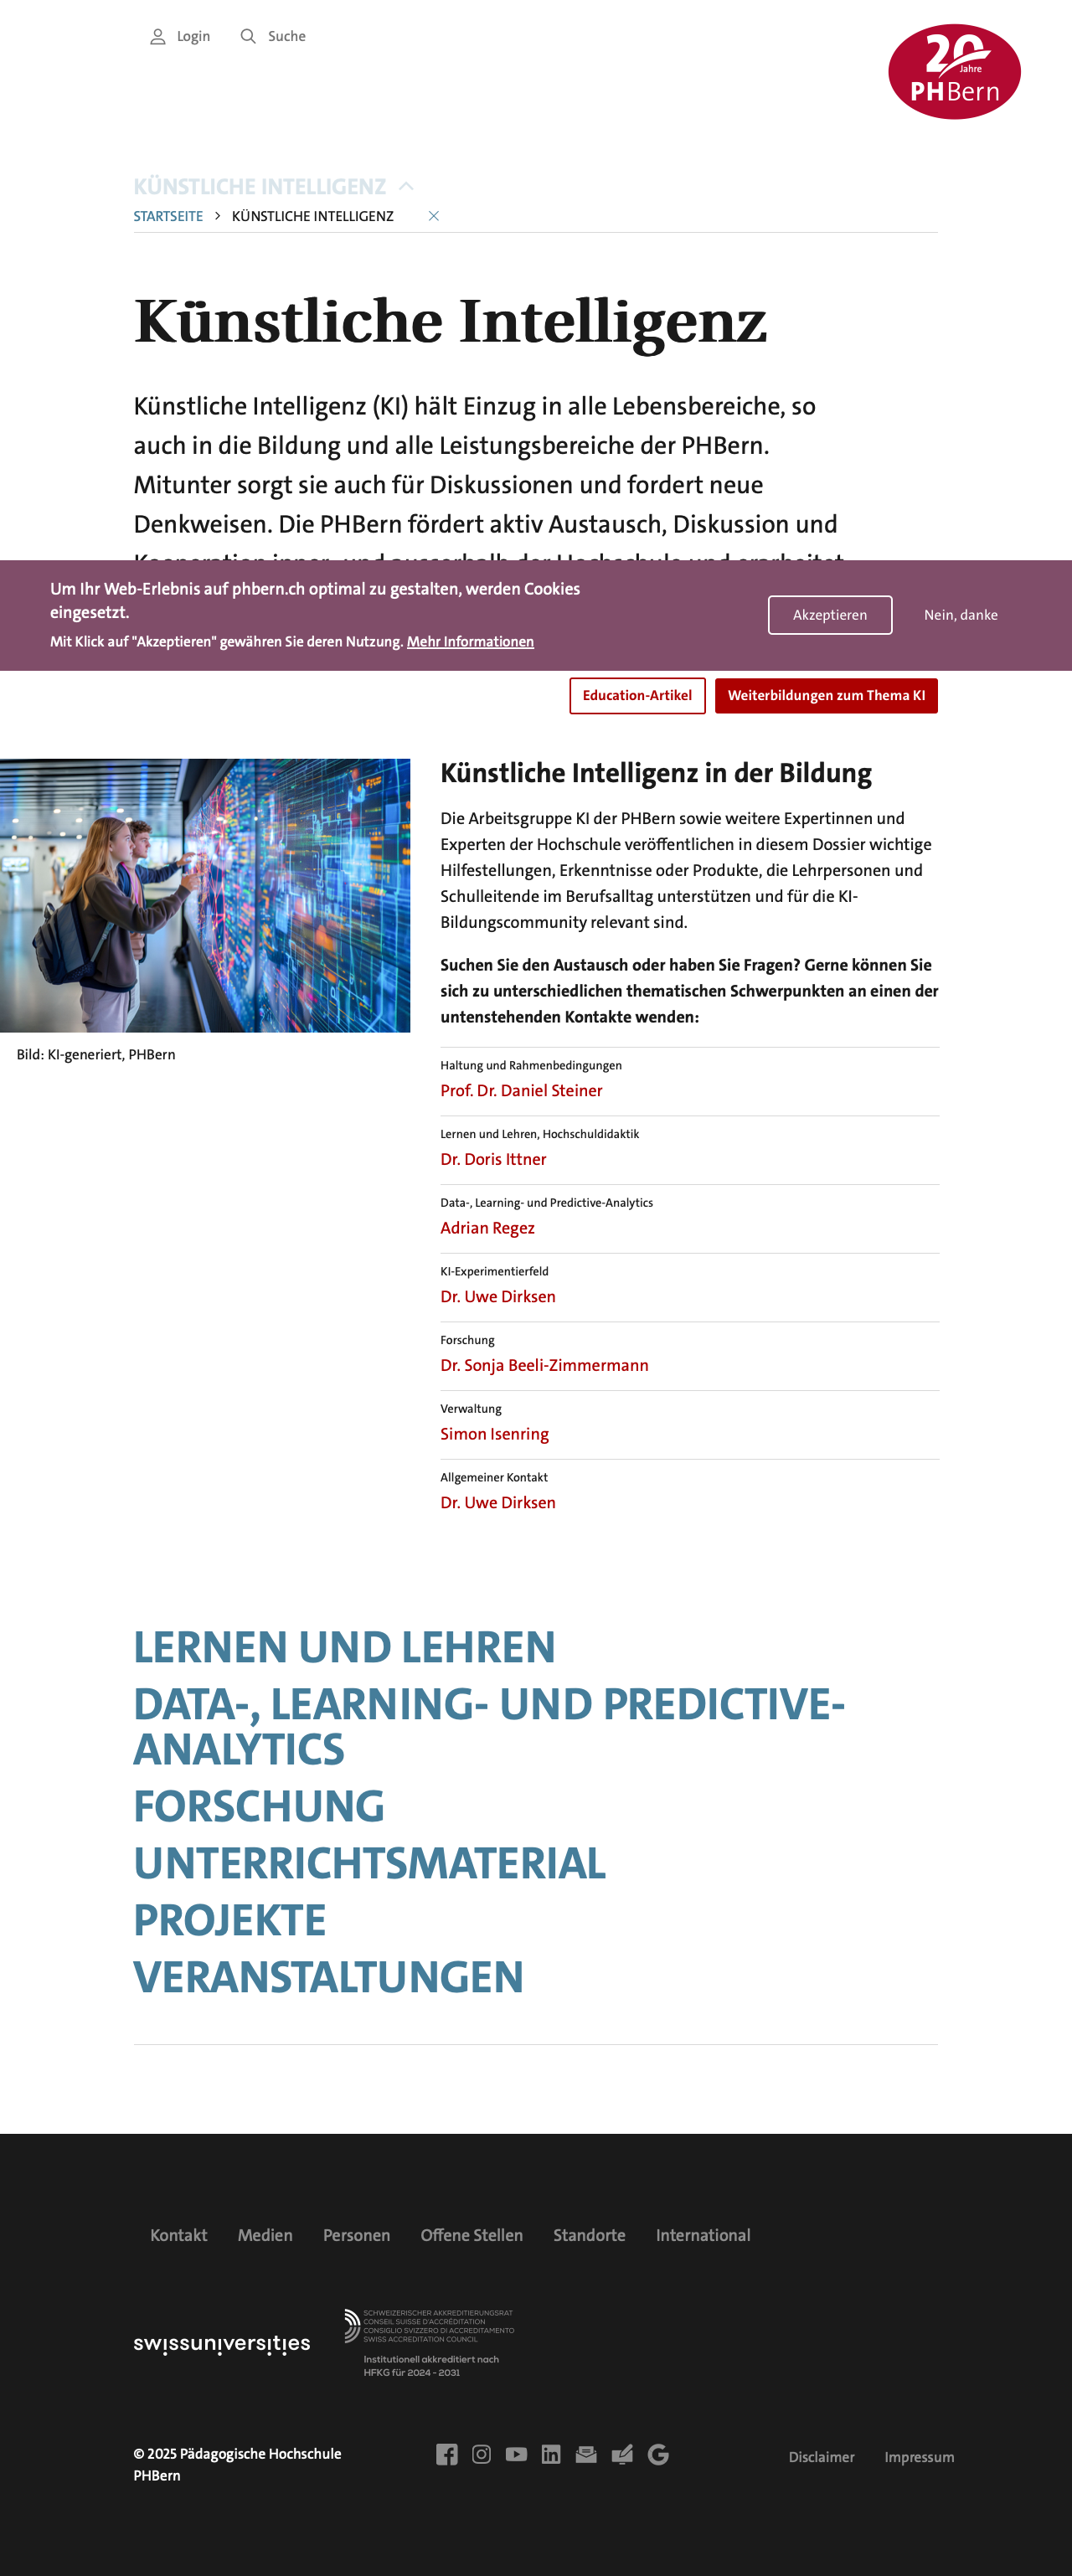 Login
Suche
20
Jahre
PHBern
KÜNSTLICHE INTELLIGENZ
STARTSEITE > KÜNSTLICHE INTELLIGENZ
Künstliche Intelligenz
Künstliche Intelligenz (KI) hält Einzug in alle Lebensbereiche, so
auch in die Bildung und alle Leistungsbereiche der PHBern.
Mitunter sorgt sie auch für Diskussionen und fordert neue
Denkweisen. Die PHBern fördert aktiv Austausch, Diskussion und
Um Ihr Web-Erlebnis auf phbern.ch optimal zu gestalten, werden Cookies
eingesetzt.
Mit Klick auf "Akzeptieren" gewähren Sie deren Nutzung. Mehr Informationen
Akzeptieren
Nein, danke
Education-Artikel
Weiterbildungen zum Thema KI
Bild: KI-generiert, PHBern
Künstliche Intelligenz in der Bildung
Die Arbeitsgruppe KI der PHBern sowie weitere Expertinnen und
Experten der Hochschule veröffentlichen in diesem Dossier wichtige
Hilfestellungen, Erkenntnisse oder Produkte, die Lehrpersonen und
Schulleitende im Berufsalltag unterstützen und für die KI-
Bildungscommunity relevant sind.
Suchen Sie den Austausch oder haben Sie Fragen? Gerne können Sie
sich zu unterschiedlichen thematischen Schwerpunkten an einen der
untenstehenden Kontakte wenden:
Haltung und Rahmenbedingungen
Prof. Dr. Daniel Steiner
Lernen und Lehren, Hochschuldidaktik
Dr. Doris Ittner
Data-, Learning- und Predictive-Analytics
Adrian Regez
KI-Experimentierfeld
Dr. Uwe Dirksen
Forschung
Dr. Sonja Beeli-Zimmermann
Verwaltung
Simon Isenring
Allgemeiner Kontakt
Dr. Uwe Dirksen
LERNEN UND LEHREN
DATA-, LEARNING- UND PREDICTIVE-
ANALYTICS
FORSCHUNG
UNTERRICHTSMATERIAL
PROJEKTE
VERANSTALTUNGEN
Kontakt
Medien
Personen
Offene Stellen
Standorte
International
swissuniversities
SCHWEIZERISCHER AKKREDITIERUNGSRAT
CONSEIL SUISSE D'ACCRÉDITATION
CONSIGLIO SVIZZERO DI ACCREDITAMENTO
SWISS ACCREDITATION COUNCIL
Institutionell akkreditiert nach
HFKG für 2024 - 2031
© 2025 Pädagogische Hochschule
PHBern
Disclaimer
Impressum